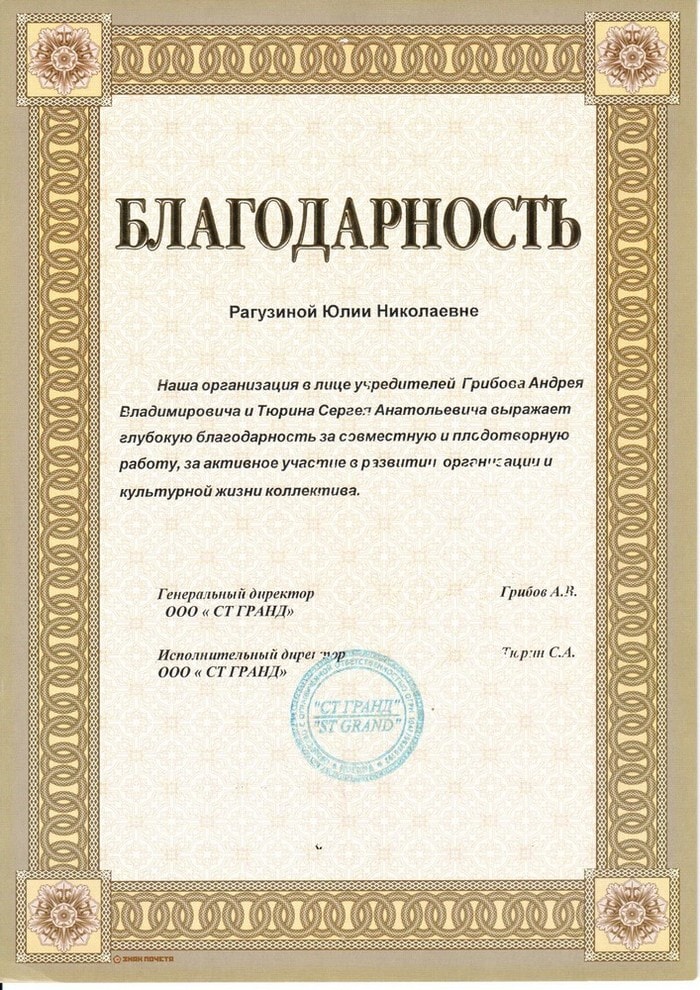 БЛАГОДАРНОСТЬ
Рагузиной Юлии Николаевне
Наша организация в лице учредителей Грибова Андрея
Владимировича и Тюрина Сергея Анатольевича выражает
глубокую благодарность за совместную и плодотворную
работу, за активное участие в развитии организации и
культурной жизни коллектива.
Генеральный директор Грибов А.В.
ООО « СТ ГРАНД»
Исполнительный директор Тюрин С.А.
ООО « СТ ГРАНД»
"СТ ГРАНД"
"ST GRAND"
МОСКВА
ЗНАК ПОЧЕТА